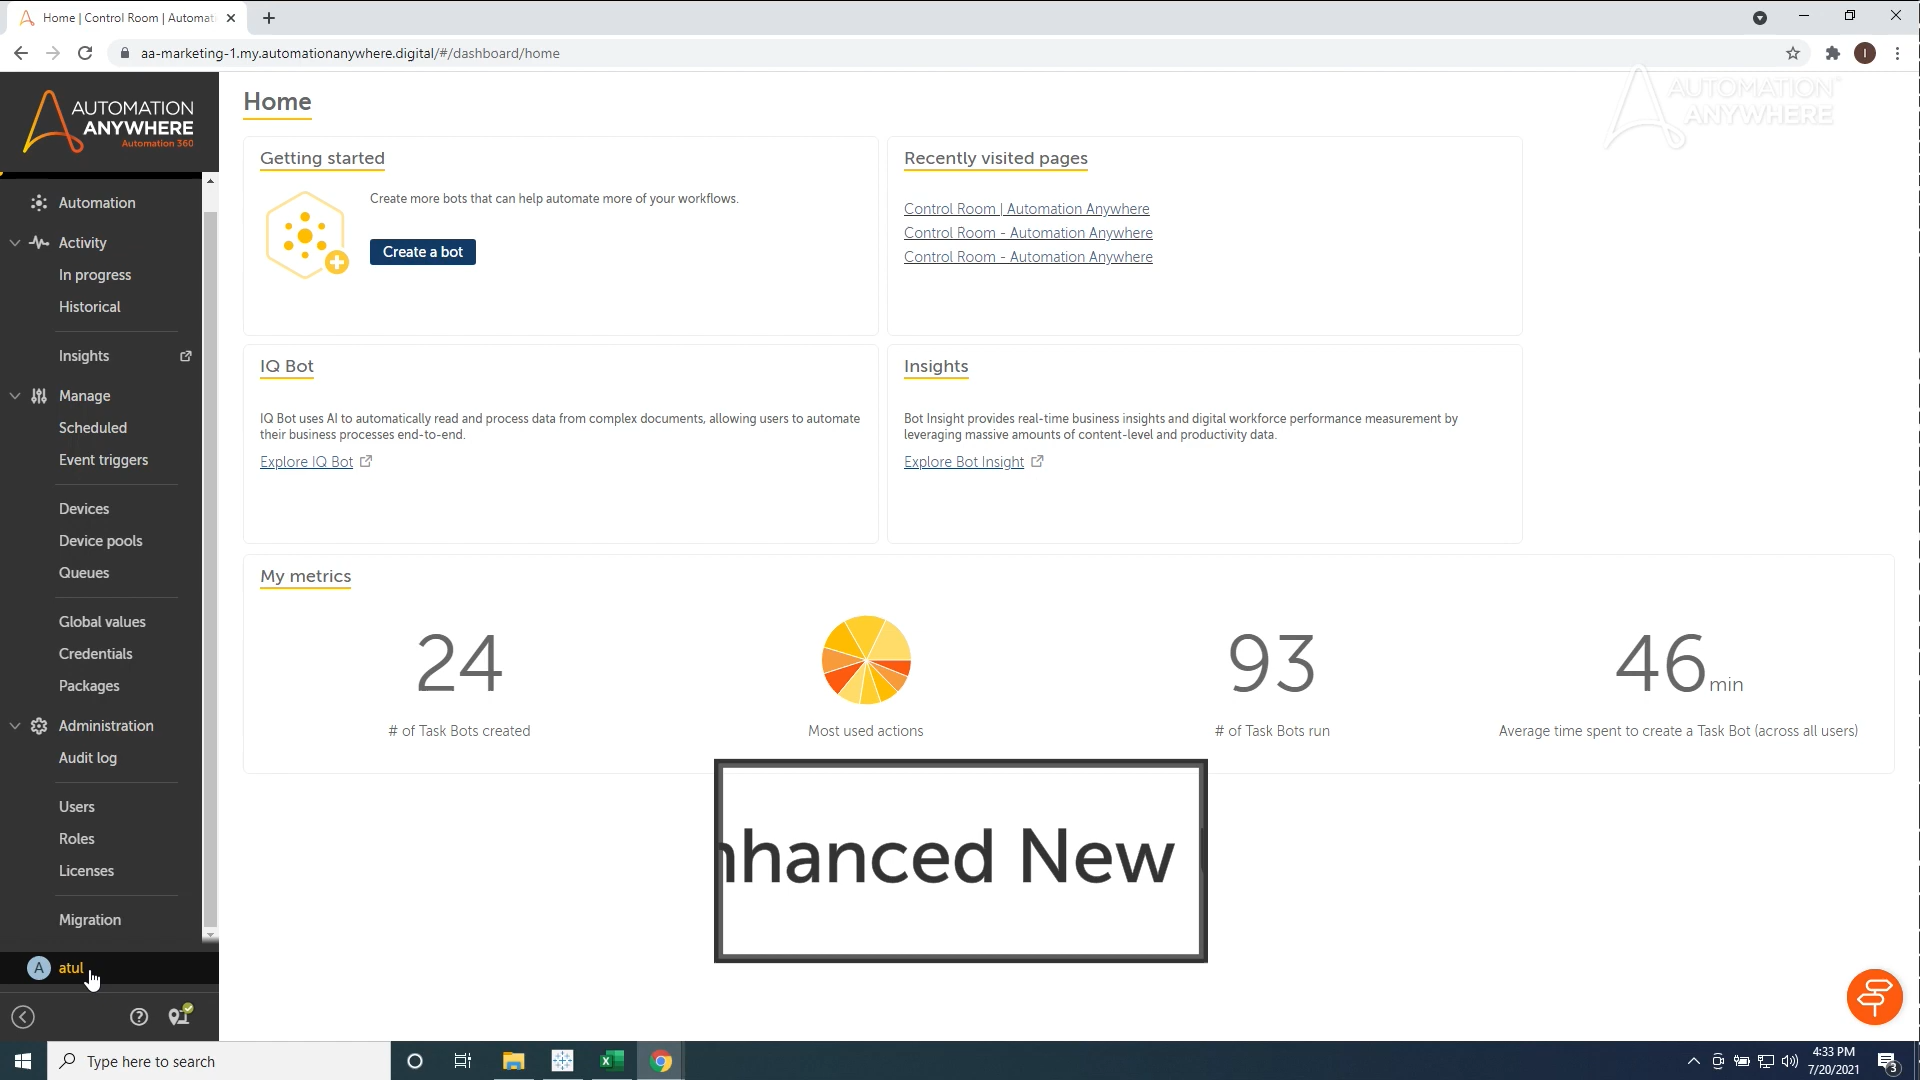 Home | Control Room | Automat
aa-marketing-1.my.automationanywhere.digital/#/dashboard/home
I
AUTOMATION
ANYWHERE
Automation 360
Automation
Activity
In progress
Historical
Insights
Manage
Scheduled
Event triggers
Devices
Device pools
Queues
Global values
Credentials
Packages
Administration
Audit log
Users
Roles
Licenses
Migration
A atul
Home
AUTOMATION
ANYWHERE
Getting started
Create more bots that can help automate more of your workflows.
Create a bot
Recently visited pages
Control Room | Automation Anywhere
Control Room - Automation Anywhere
Control Room - Automation Anywhere
IQ Bot
IQ Bot uses AI to automatically read and process data from complex documents, allowing users to automate
their business processes end-to-end.
Explore IQ Bot
Insights
Bot Insight provides real-time business insights and digital workforce performance measurement by
leveraging massive amounts of content-level and productivity data.
Explore Bot Insight
My metrics
24
# of Task Bots created
Most used actions
93
# of Task Bots run
46 min
Average time spent to create a Task Bot (across all users)
nhanced New
Type here to search
4:33 PM
7/20/2021
3